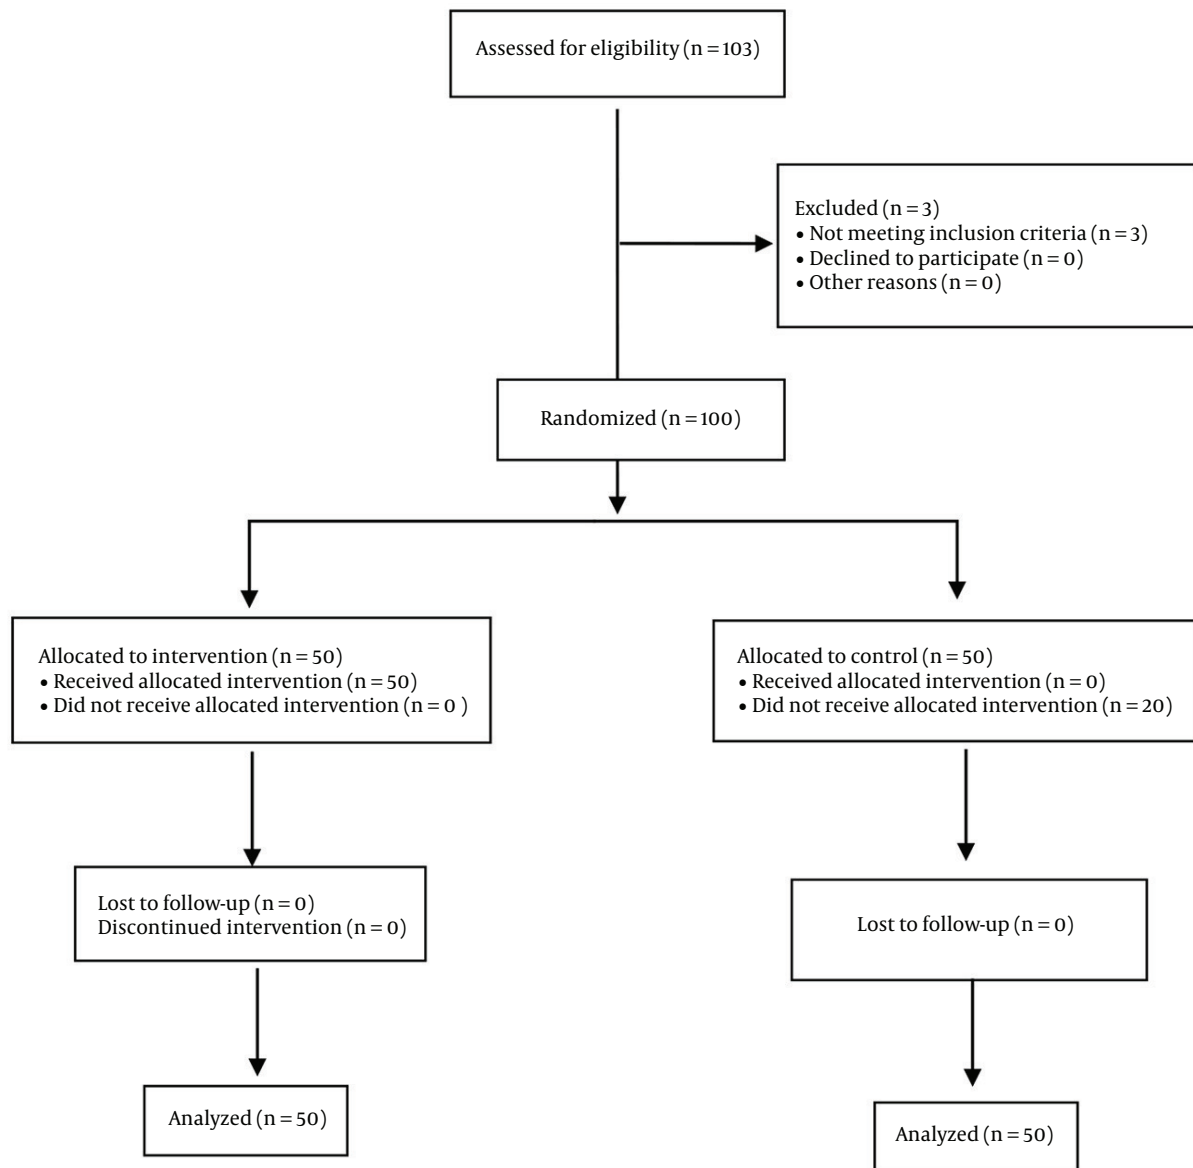 Assessed for eligibility (n = 103)
Excluded (n = 3)
• Not meeting inclusion criteria (n = 3)
• Declined to participate (n = 0)
• Other reasons (n = 0)
Randomized (n = 100)
Allocated to intervention (n = 50)
• Received allocated intervention (n = 50)
• Did not receive allocated intervention (n = 0 )
Allocated to control (n = 50)
• Received allocated intervention (n = 0)
• Did not receive allocated intervention (n = 20)
Lost to follow-up (n = 0)
Discontinued intervention (n = 0)
Lost to follow-up (n = 0)
Analyzed (n = 50)
Analyzed (n = 50)